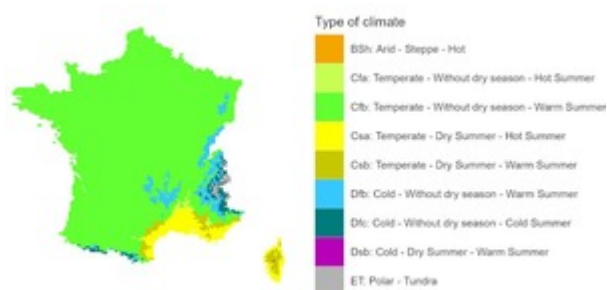 Type of climate
BSh: Arid - Steppe - Hot
Cfa: Temperate - Without dry season - Hot Summer
Cfb: Temperate - Without dry season - Warm Summer
Csa: Temperate - Dry Summer - Hot Summer
Csb: Temperate - Dry Summer - Warm Summer
Dfb: Cold - Without dry season - Warm Summer
Dfc: Cold - Without dry season - Cold Summer
Dsb: Cold - Dry Summer - Warm Summer
ET: Polar - Tundra